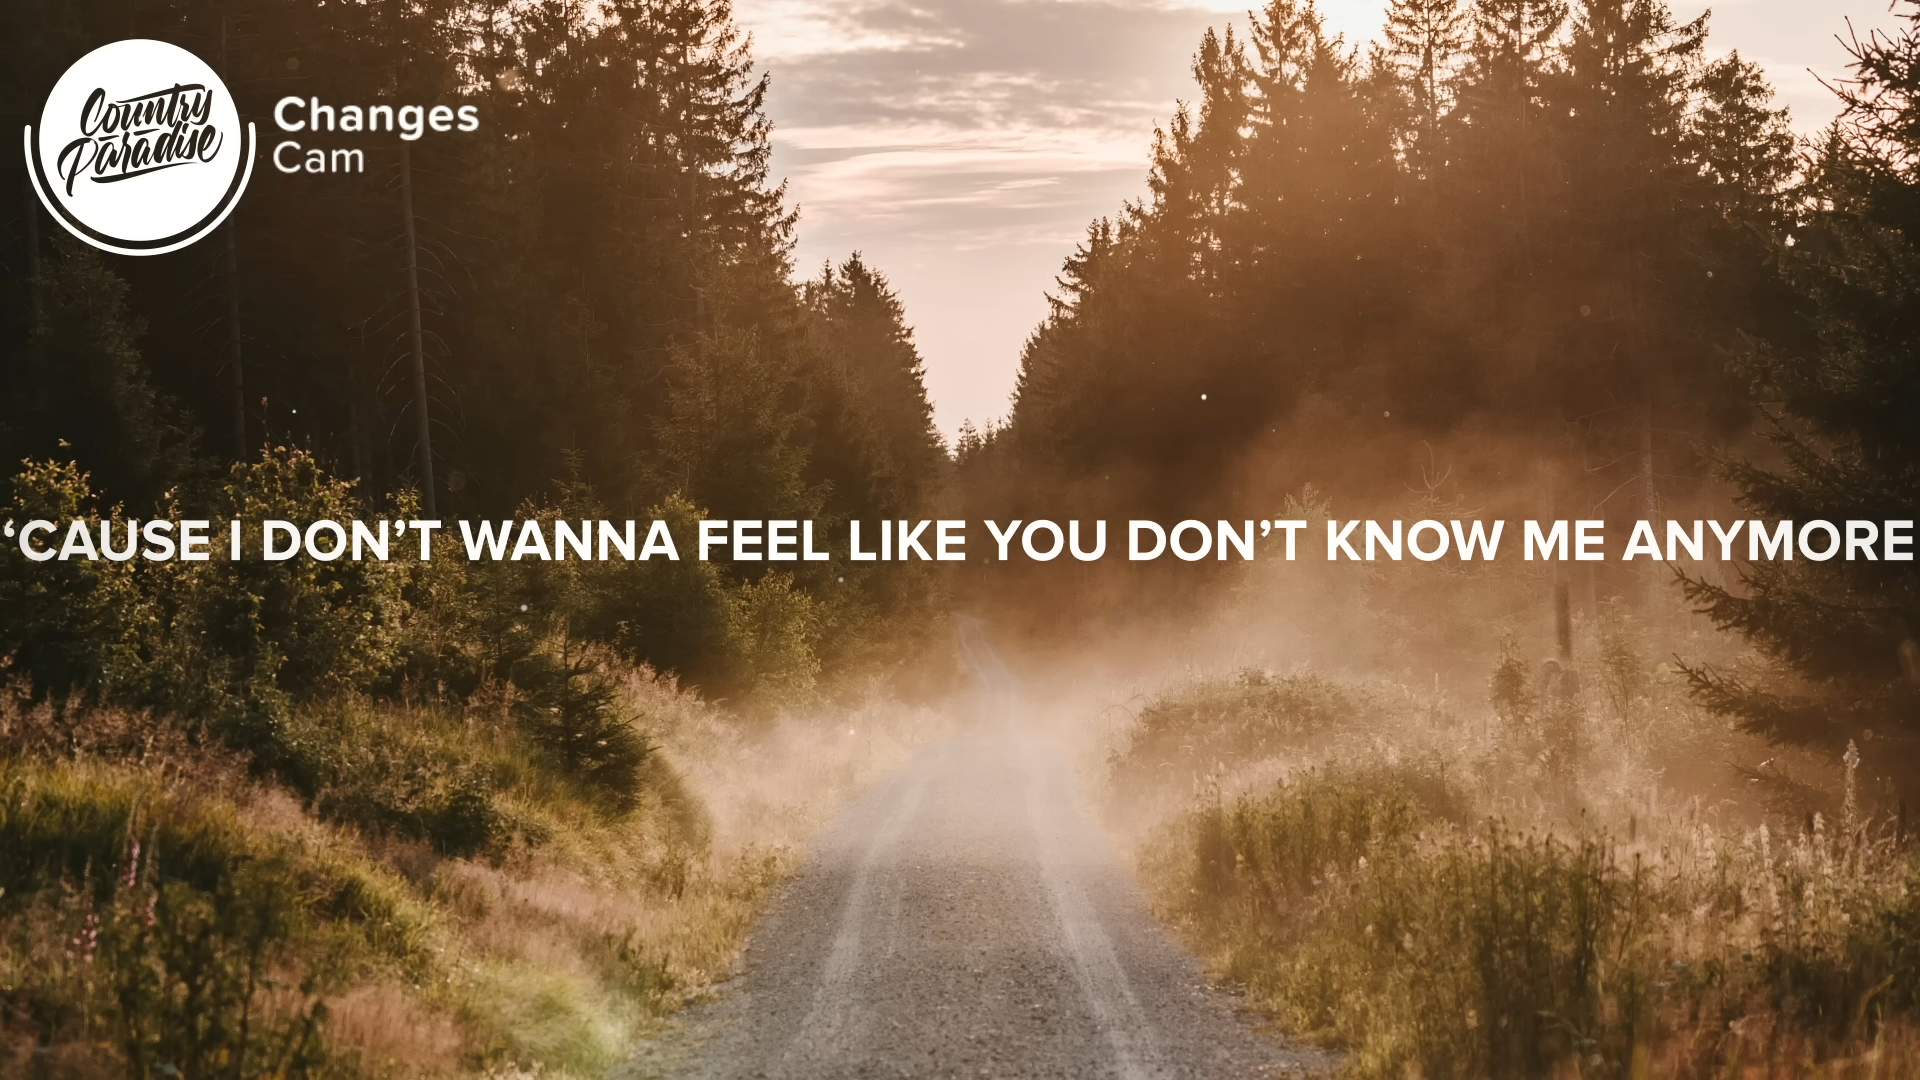 Country
Paradise
Changes
Cam
‘CAUSE I DON’T WANNA FEEL LIKE YOU DON’T KNOW ME ANYMORE